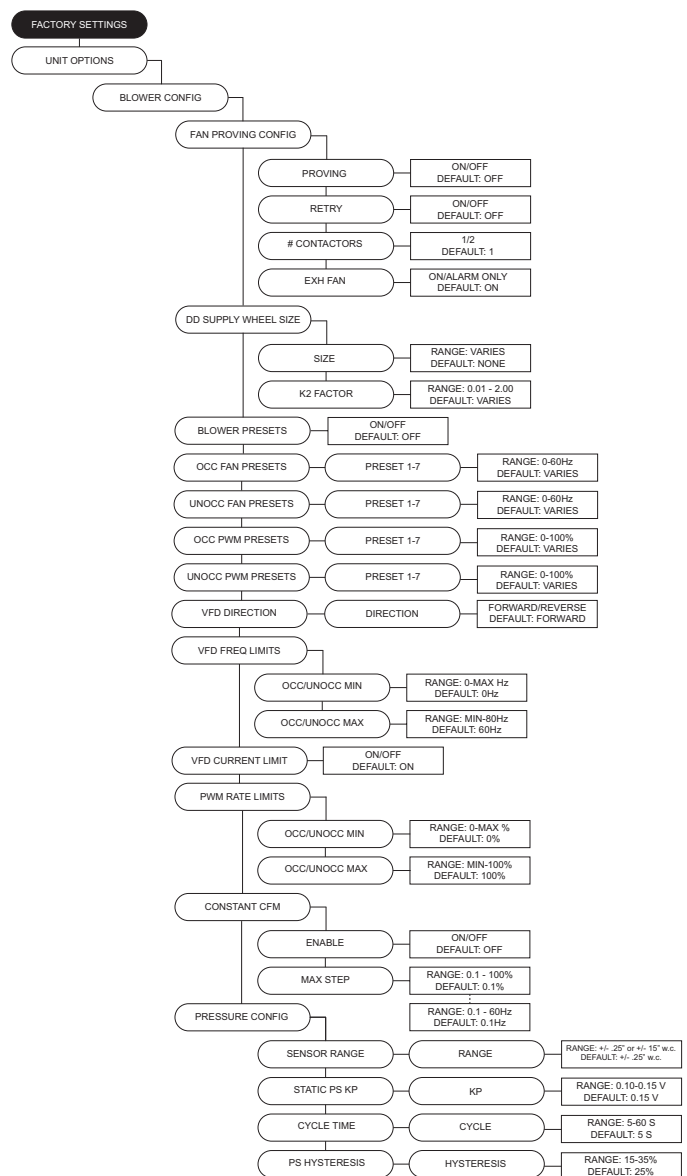 FACTORY SETTINGS
UNIT OPTIONS
BLOWER CONFIG
FAN PROVING CONFIG
PROVING
ON/OFF
DEFAULT: OFF
RETRY
ON/OFF
DEFAULT: OFF
# CONTACTORS
1/2
DEFAULT: 1
EXH FAN
ON/ALARM ONLY
DEFAULT: ON
DD SUPPLY WHEEL SIZE
SIZE
RANGE: VARIES
DEFAULT: NONE
K2 FACTOR
RANGE: 0.01 - 2.00
DEFAULT: VARIES
BLOWER PRESETS
ON/OFF
DEFAULT: OFF
OCC FAN PRESETS
PRESET 1-7
RANGE: 0-60Hz
DEFAULT: VARIES
UNOCC FAN PRESETS
PRESET 1-7
RANGE: 0-60Hz
DEFAULT: VARIES
OCC PWM PRESETS
PRESET 1-7
RANGE: 0-100%
DEFAULT: VARIES
UNOCC PWM PRESETS
PRESET 1-7
RANGE: 0-100%
DEFAULT: VARIES
VFD DIRECTION
DIRECTION
FORWARD/REVERSE
DEFAULT: FORWARD
VFD FREQ LIMITS
OCC/UNOCC MIN
RANGE: 0-MAX Hz
DEFAULT: 0Hz
OCC/UNOCC MAX
RANGE: MIN-80Hz
DEFAULT: 60Hz
VFD CURRENT LIMIT
ON/OFF
DEFAULT: ON
PWM RATE LIMITS
OCC/UNOCC MIN
RANGE: 0-MAX %
DEFAULT: 0%
OCC/UNOCC MAX
RANGE: MIN-100%
DEFAULT: 100%
CONSTANT CFM
ENABLE
ON/OFF
DEFAULT: OFF
MAX STEP
RANGE: 0.1 - 100%
DEFAULT: 0.1%
RANGE: 0.1 - 60Hz
DEFAULT: 0.1Hz
PRESSURE CONFIG
SENSOR RANGE
RANGE
RANGE: +/- .25" or +/- 15" w.c.
DEFAULT: +/- .25" w.c.
STATIC PS KP
KP
RANGE: 0.10-0.15 V
DEFAULT: 0.15 V
CYCLE TIME
CYCLE
RANGE: 5-60 S
DEFAULT: 5 S
PS HYSTERESIS
HYSTERESIS
RANGE: 15-35%
DEFAULT: 25%